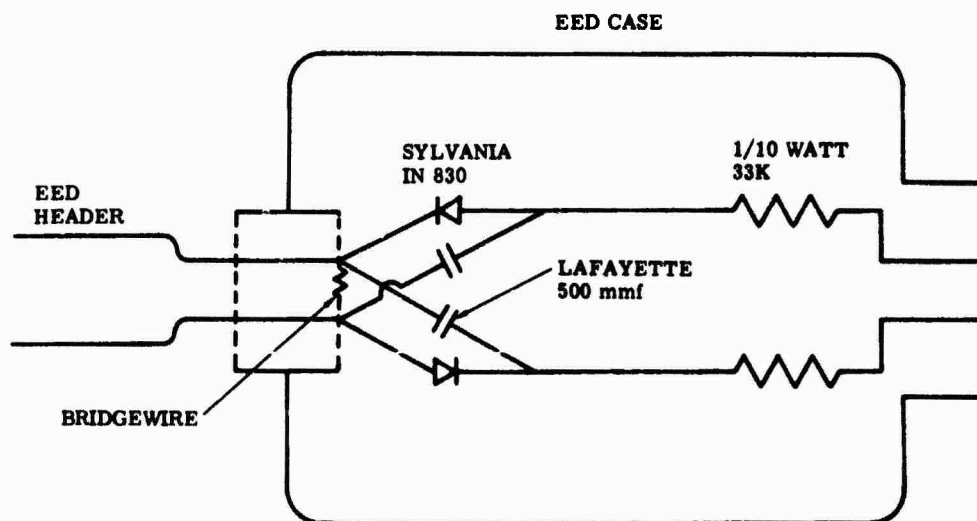 EED CASE
SYLVANIA
IN 830
1/10 WATT
33K
EED
HEADER
LAFAYETTE
500 mmf
BRIDGEWIRE